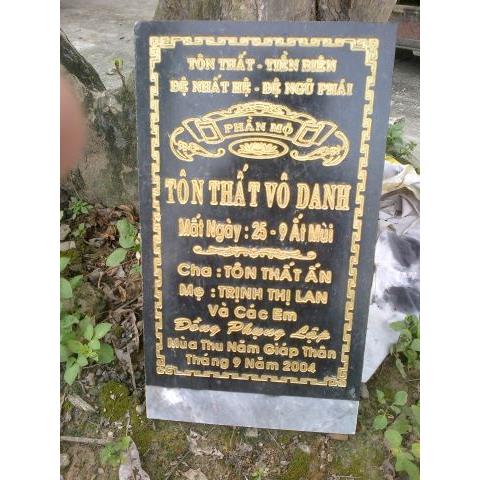 TÔN THẤT - TIỀN BIÊN
ĐỆ NHẤT HỆ - ĐỆ NGŨ PHÁI
PHẦN MỘ
TÔN THẤT VÔ DANH
Mất Ngày : 25 - 9 Ất Mùi
Cha : TÔN THẤT ẤN
Mẹ : TRỊNH THỊ LAN
Và Các Em
Đồng Phụng Lập
Mùa Thu Năm Giáp Thân
Tháng 9 Năm 2004